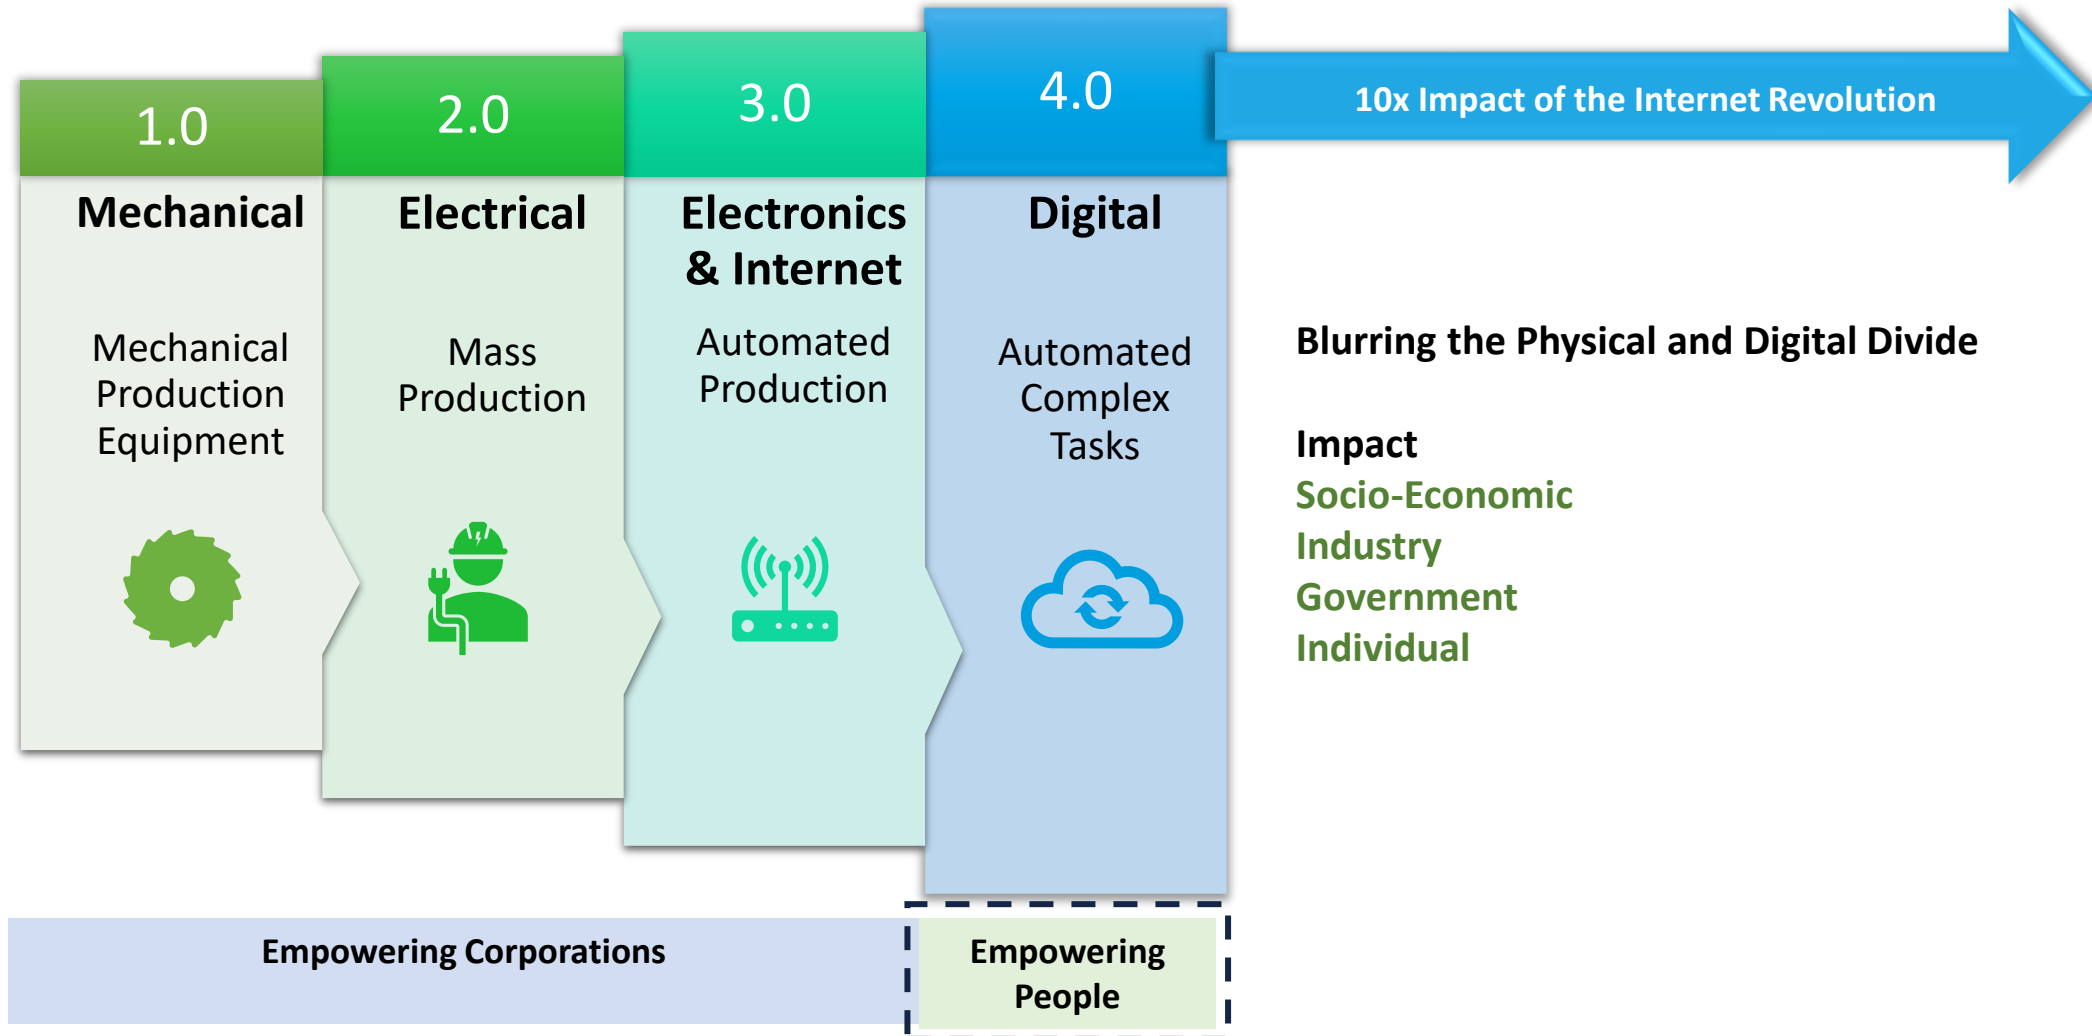 1.0
Mechanical
Mechanical
Production
Equipment
2.0
Electrical
Mass
Production
3.0
Electronics
& Internet
Automated
Production
4.0
Digital
Automated
Complex
Tasks
10x Impact of the Internet Revolution
Blurring the Physical and Digital Divide
Impact
Socio-Economic
Industry
Government
Individual
Empowering Corporations
Empowering
People